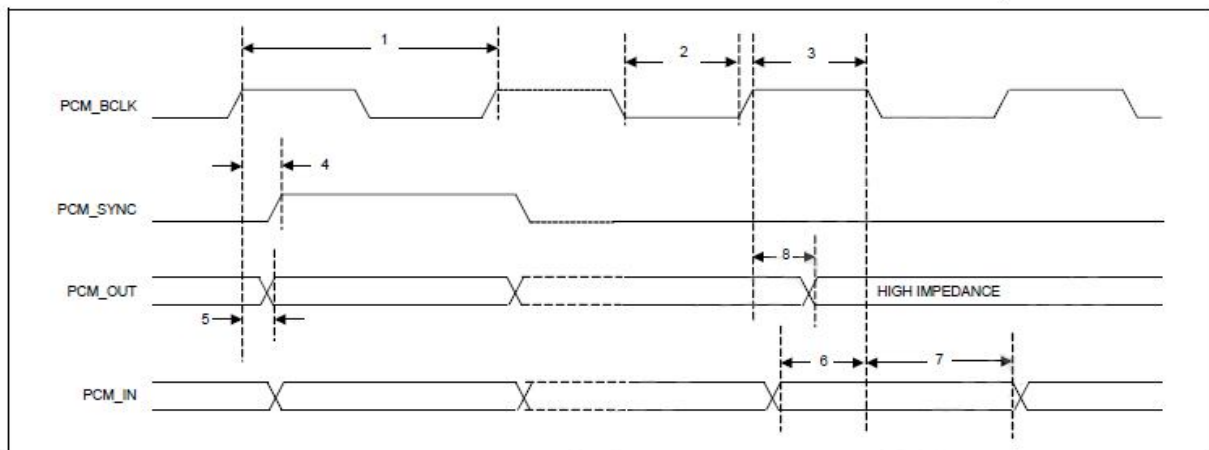 1
2
3
PCM_BCLK
4
PCM_SYNC
8
PCM_OUT
HIGH IMPEDANCE
5
6
7
PCM_IN